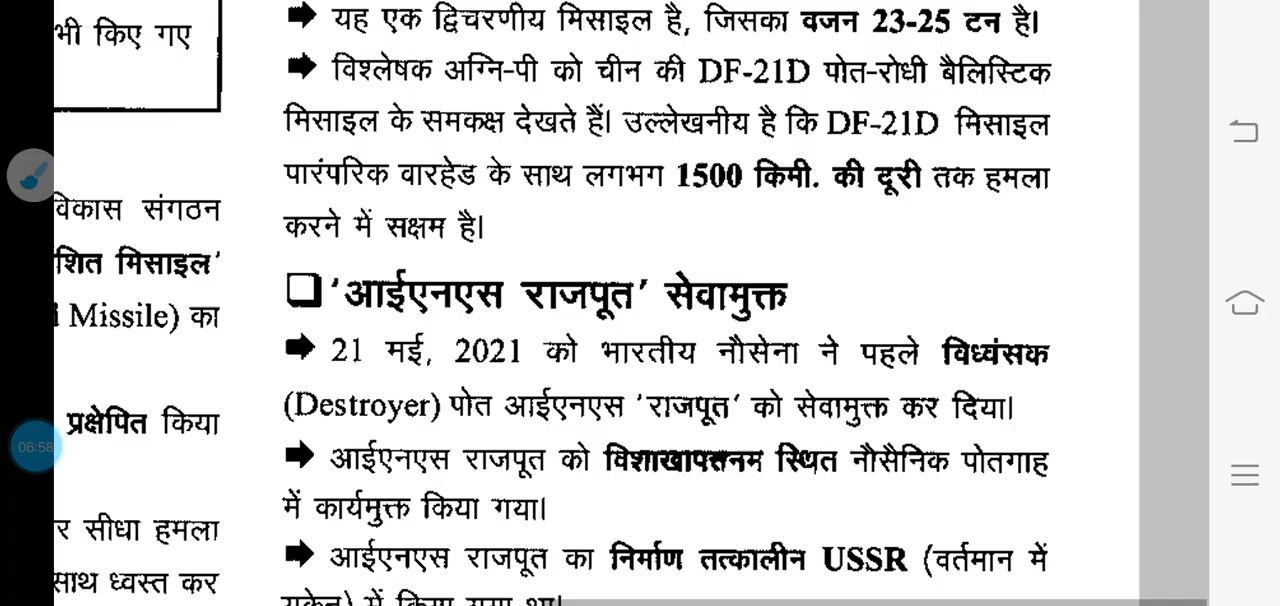 भी किए गए
विकास संगठन
शित मिसाइल'
Missile) का
प्रक्षेपित किया
र सीधा हमला
साथ ध्वस्त कर
06:58
➡ यह एक द्विचरणीय मिसाइल है, जिसका वजन 23-25 टन है।
➡ विश्लेषक अग्नि-पी को चीन की DF-21D पोत-रोधी बैलिस्टिक
मिसाइल के समकक्ष देखते हैं। उल्लेखनीय है कि DF-21D मिसाइल
पारंपरिक वारहेड के साथ लगभग 1500 किमी. की दूरी तक हमला
करने में सक्षम है।
❑ 'आईएनएस राजपूत' सेवामुक्त
➡ 21 मई, 2021 को भारतीय नौसेना ने पहले विध्वंसक
(Destroyer) पोत आईएनएस 'राजपूत' को सेवामुक्त कर दिया।
➡ आईएनएस राजपूत को विशाखापत्तनम स्थित नौसैनिक पोतगाह
में कार्यमुक्त किया गया।
➡ आईएनएस राजपूत का निर्माण तत्कालीन USSR (वर्तमान में
यूक्रेन) में किया गया था।